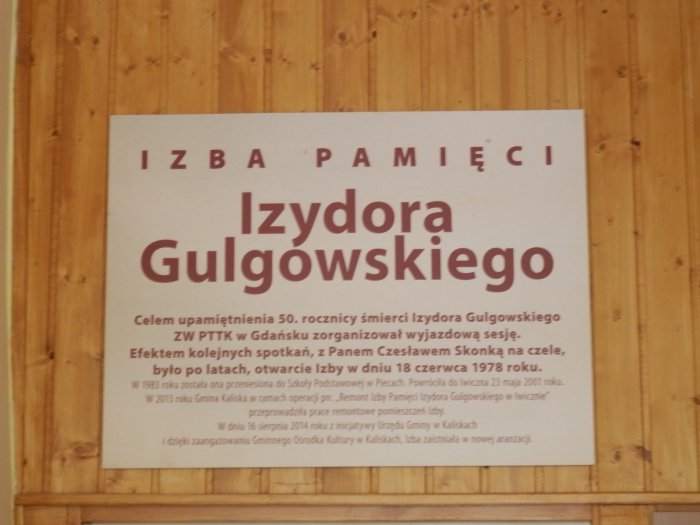 IZBA PAMIĘCI
Izydora
Gulgowskiego
Celem upamiętnienia 50. rocznicy śmierci Izydora Gulgowskiego
ZW PTTK w Gdańsku zorganizował wyjazdową sesję.
Efektem kolejnych spotkań, z Panem Czesławem Skonką na czele,
było po latach, otwarcie Izby w dniu 18 czerwca 1978 roku.
W 1983 roku została ona przeniesiona do Szkoły Podstawowej w Piecach. Powróciła do Iwiczna 23 maja 2001 roku.
W 2013 roku Gmina Kaliska w ramach operacji pn. „Remont Izby Pamięci Izydora Gulgowskiego w Iwicznie"
przeprowadziła prace remontowe pomieszczeń Izby.
W dniu 16 sierpnia 2014 roku z inicjatywy Urzędu Gminy w Kaliskach
i dzięki zaangażowaniu Gminnego Ośrodka Kultury w Kaliskach, Izba zaistniała w nowej aranżacji.